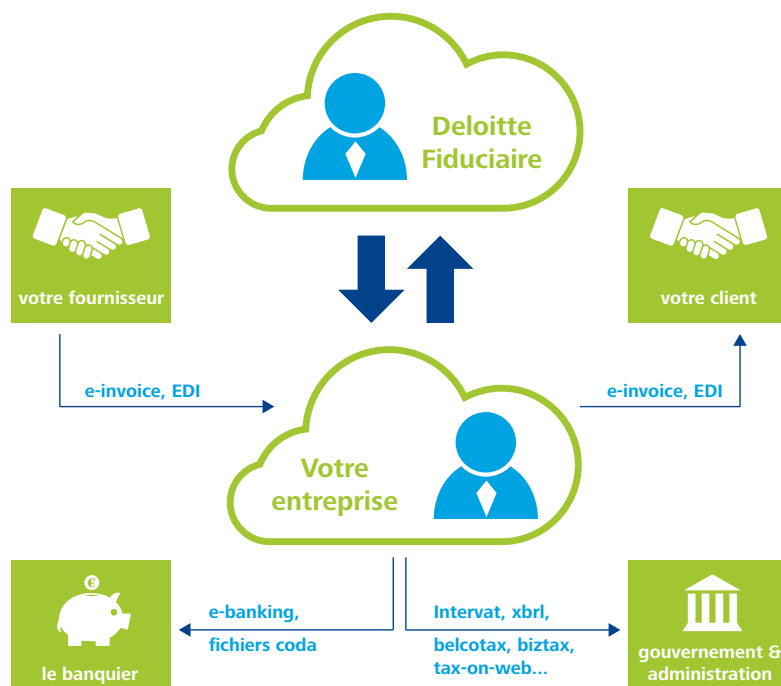 Deloitte
Fiduciaire
votre fournisseur
votre client
e-invoice, EDI
e-invoice, EDI
Votre
entreprise
e-banking,
fichiers coda
le banquier
€
Intervat, xbrl,
belcotax, biztax,
tax-on-web...
gouvernement &
administration